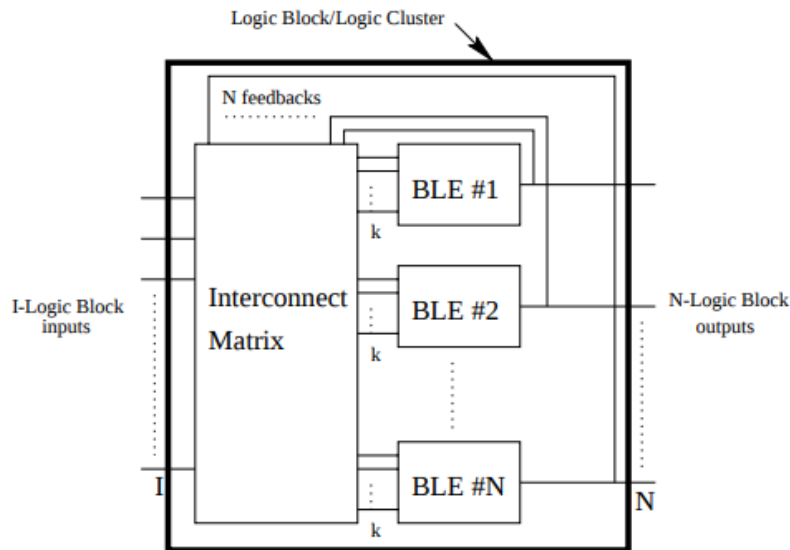 Logic Block/Logic Cluster
N feedbacks
BLE #1
k
I-Logic Block
inputs
Interconnect
Matrix
BLE #2
k
N-Logic Block
outputs
I
BLE #N
N
k